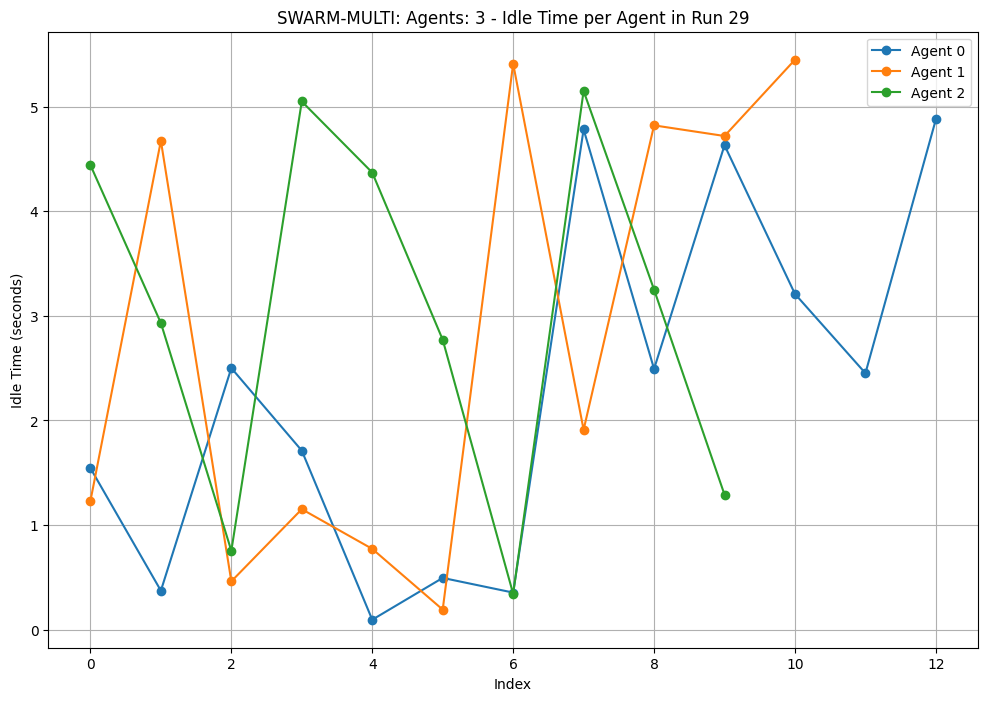 SWARM-MULTI: Agents: 3 - Idle Time per Agent in Run 29
Agent 0
Agent 1
Agent 2
Idle Time (seconds)
5
4
3
2
1
0
0 2 4 6 8 10 12
Index